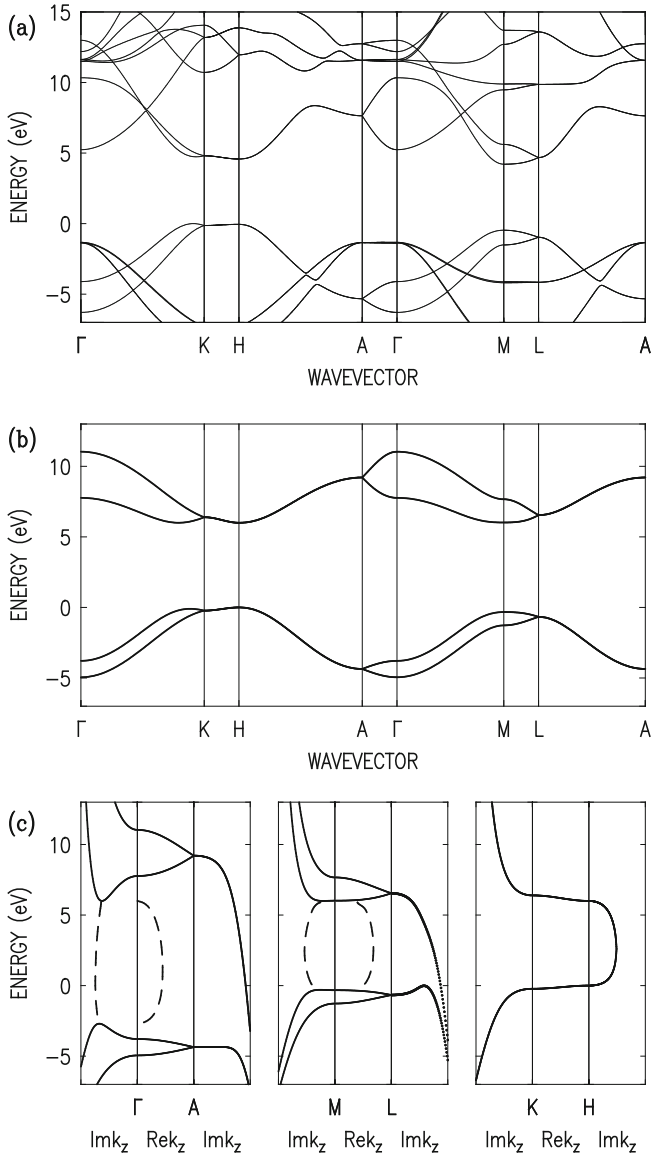 (a)
15
10
5
0
−5
ENERGY (eV)
Γ K H A Γ M L A
WAVEVECTOR
(b)
10
5
0
−5
ENERGY (eV)
Γ K H A Γ M L A
WAVEVECTOR
(c)
10
5
0
−5
ENERGY (eV)
Γ A M L K H
Imk_z Rek_z Imk_z Imk_z Rek_z Imk_z Imk_z Rek_z Imk_z